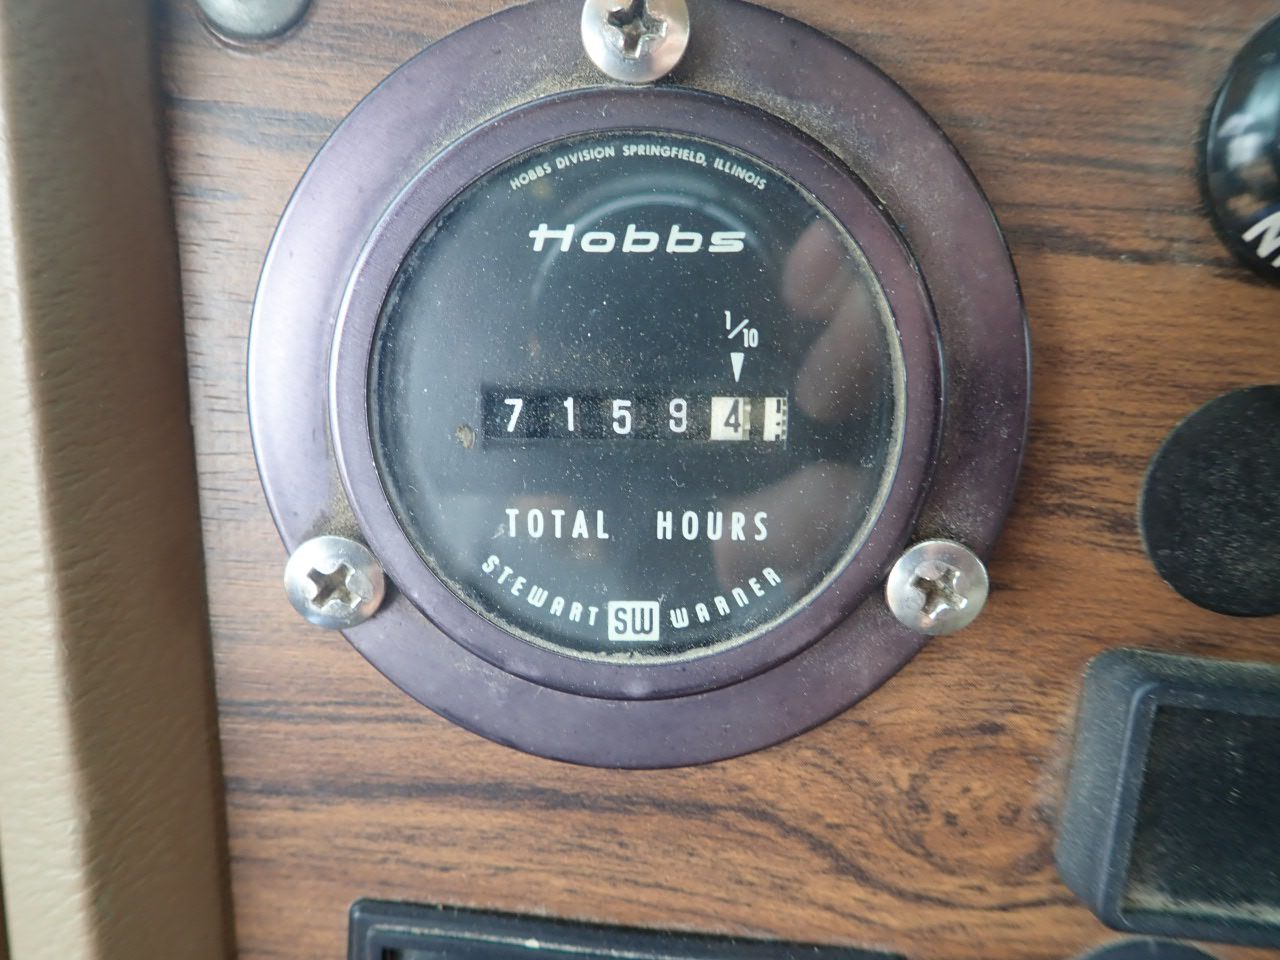 HOBBS DIVISION SPRINGFIELD, ILLINOIS
Hobbs
1/10
7 1 5 9 4
TOTAL HOURS
STEWART SW WARNER